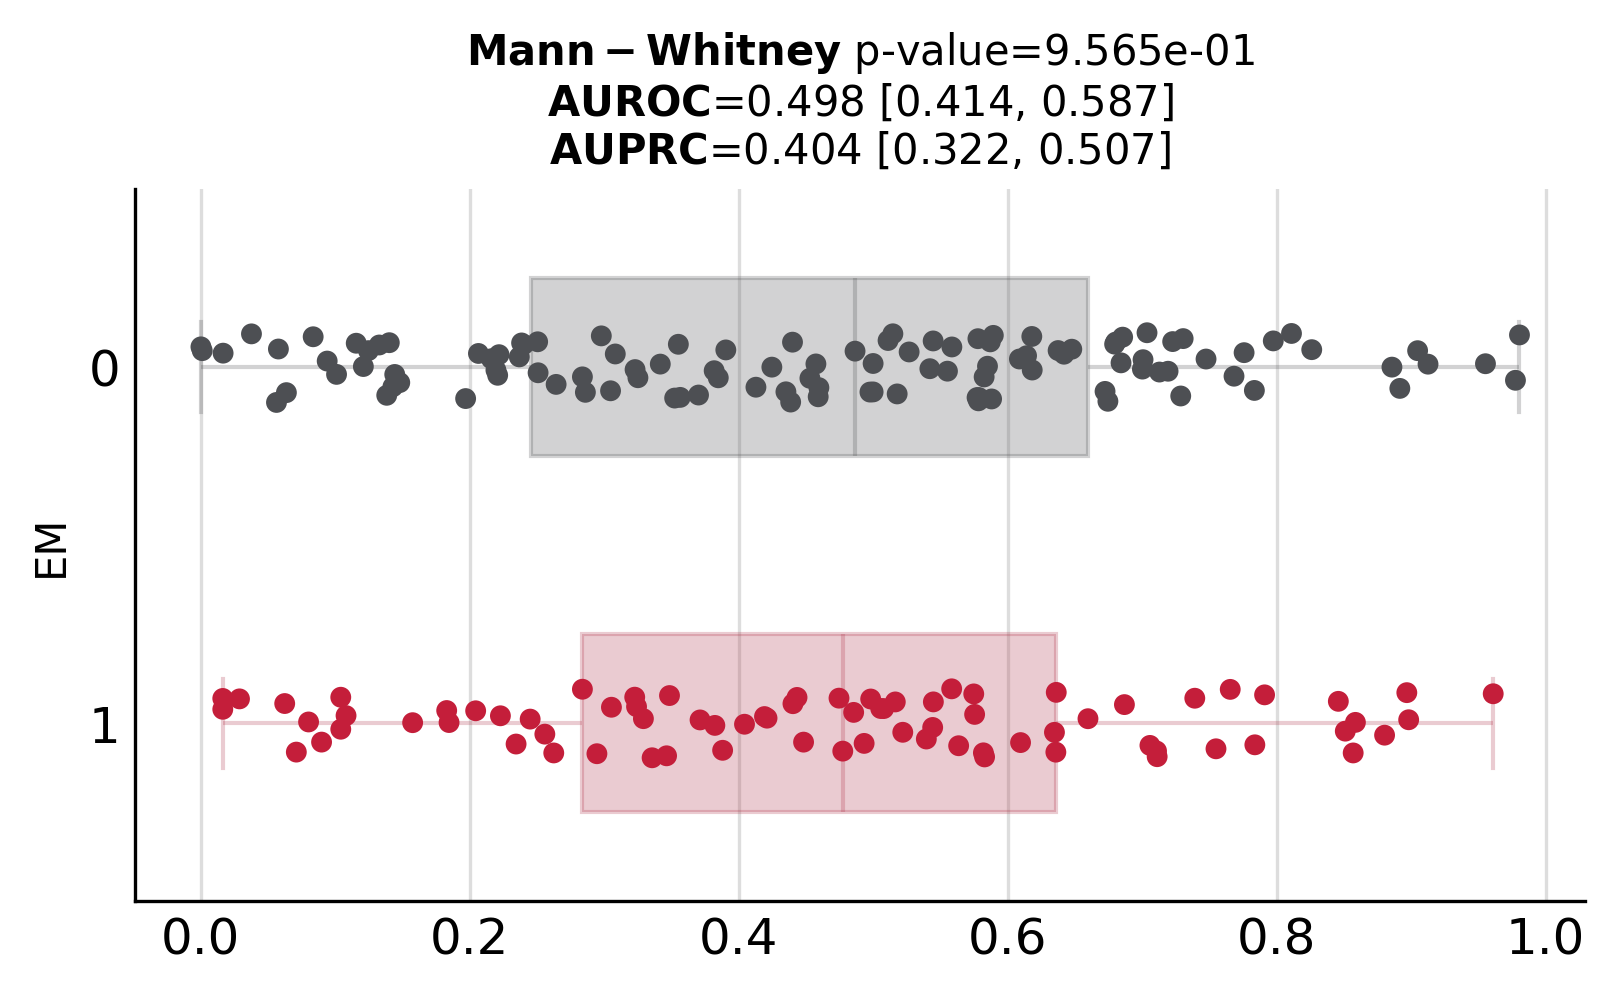 Mann − Whitney p-value=9.565e-01
AUROC=0.498 [0.414, 0.587]
AUPRC=0.404 [0.322, 0.507]
0
EM
1
0.0 0.2 0.4 0.6 0.8 1.0